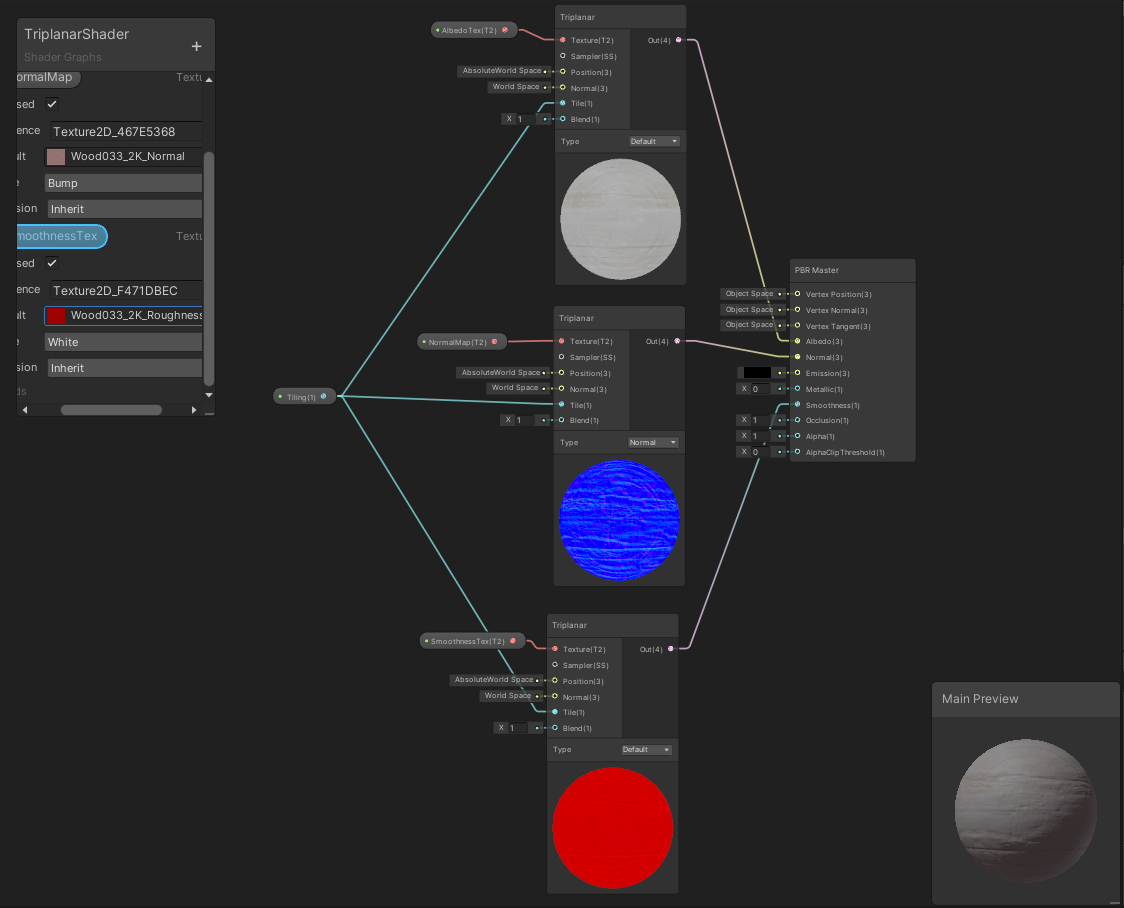 TriplanarShader
+
Shader Graphs
ormalMap Textu
sed
ence Texture2D_467E5368
ult Wood033_2K_Normal
e Bump
sion Inherit
moothnessTex Textu
sed
ence Texture2D_F471DBEC
ult Wood033_2K_Roughness
e White
sion Inherit
ds
Tiling(1)
AlbedoTex(T2)
Triplanar
Texture(T2) Out(4)
Sampler(SS)
AbsoluteWorld Space Position(3)
World Space Normal(3)
Tile(1)
X 1 Blend(1)
Type Default
NormalMap(T2)
Triplanar
Texture(T2) Out(4)
Sampler(SS)
AbsoluteWorld Space Position(3)
World Space Normal(3)
Tile(1)
X 1 Blend(1)
Type Normal
SmoothnessTex(T2)
Triplanar
Texture(T2) Out(4)
Sampler(SS)
AbsoluteWorld Space Position(3)
World Space Normal(3)
Tile(1)
X 1 Blend(1)
Type Default
PBR Master
Object Space Vertex Position(3)
Object Space Vertex Normal(3)
Object Space Vertex Tangent(3)
Albedo(3)
Normal(3)
Emission(3)
X 0 Metallic(1)
Smoothness(1)
X 1 Occlusion(1)
X 1 Alpha(1)
X 0 AlphaClipThreshold(1)
Main Preview